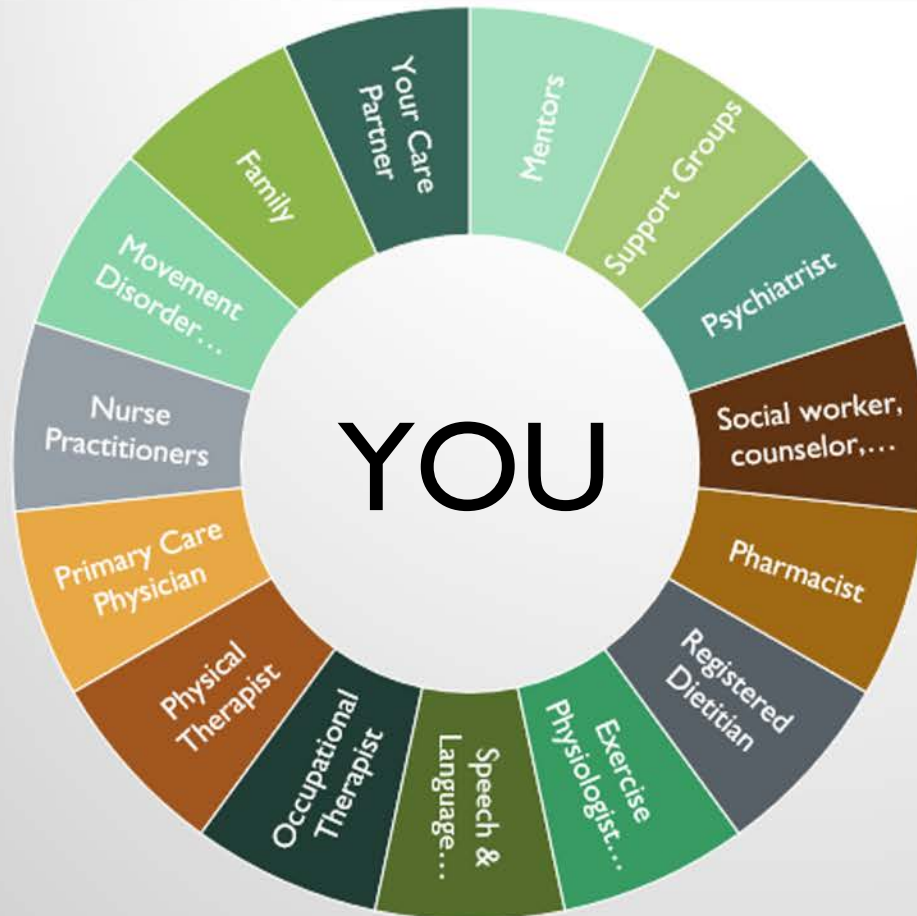 Your Care
Partner
Mentors
Support Groups
Psychiatrist
Social worker,
counselor,...
Pharmacist
Registered
Dietitian
Exercise
Physiologist...
Speech &
Language...
Occupational
Therapist
Physical
Therapist
Primary Care
Physician
Nurse
Practitioners
Movement
Disorder...
Family
YOU